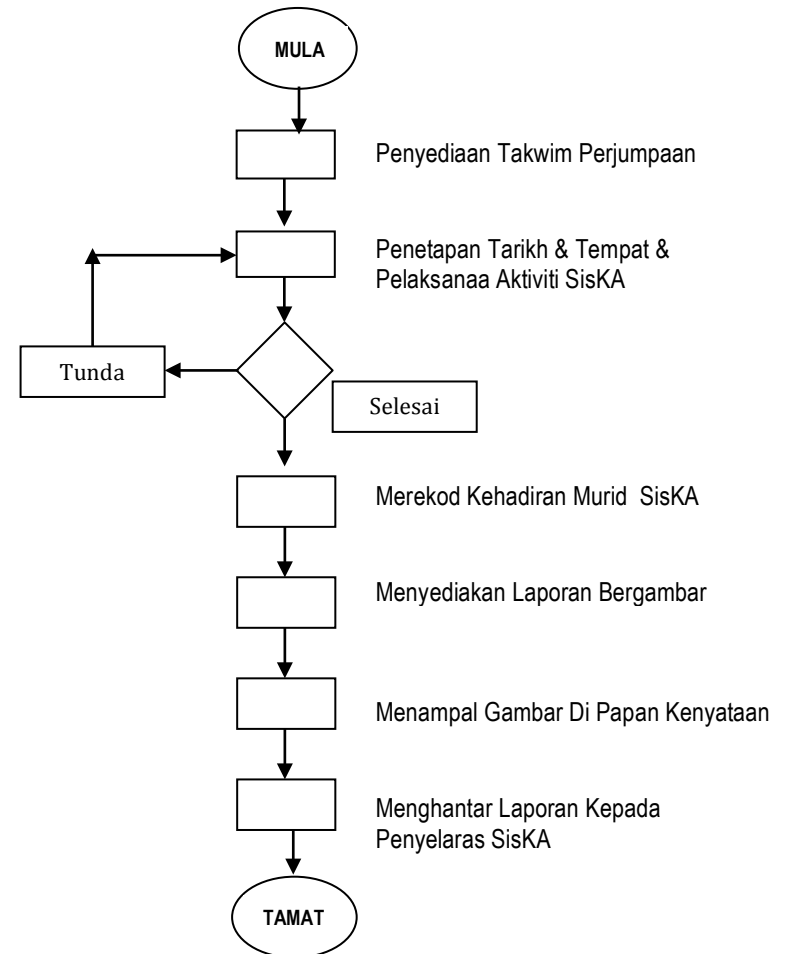 MULA
Penyediaan Takwim Perjumpaan
Penetapan Tarikh & Tempat &
Pelaksanaa Aktiviti SisKA
Tunda
Selesai
Merekod Kehadiran Murid SisKA
Menyediakan Laporan Bergambar
Menampal Gambar Di Papan Kenyataan
Menghantar Laporan Kepada
Penyelaras SisKA
TAMAT